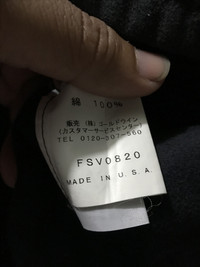 綿 100%
販売 (株)ゴールドウイン
(カスタマーサービスセンター)
TEL 0120-307-560
FSV0820
MADE IN U.S.A.